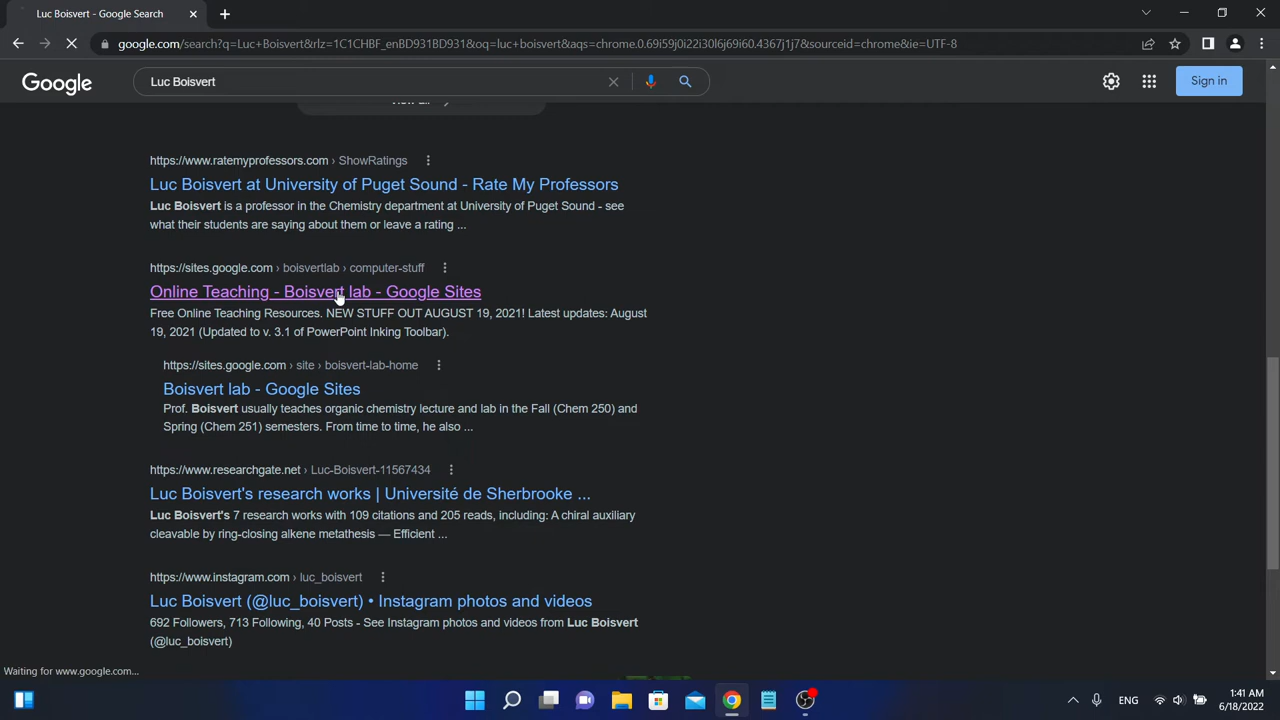 Luc Boisvert - Google Search
google.com/search?q=Luc+Boisvert&rlz=1C1CHBF_enBD931BD931&oq=luc+boisvert&aqs=chrome.0.69i59j0i22i30l6j69i60.4367j1j7&sourceid=chrome&ie=UTF-8
Google
Luc Boisvert
Sign in
https://www.ratemyprofessors.com › ShowRatings
Luc Boisvert at University of Puget Sound - Rate My Professors
Luc Boisvert is a professor in the Chemistry department at University of Puget Sound - see
what their students are saying about them or leave a rating ...
https://sites.google.com › boisvertlab › computer-stuff
Online Teaching - Boisvert lab - Google Sites
Free Online Teaching Resources. NEW STUFF OUT AUGUST 19, 2021! Latest updates: August
19, 2021 (Updated to v. 3.1 of PowerPoint Inking Toolbar).
https://sites.google.com › site › boisvert-lab-home
Boisvert lab - Google Sites
Prof. Boisvert usually teaches organic chemistry lecture and lab in the Fall (Chem 250) and
Spring (Chem 251) semesters. From time to time, he also ...
https://www.researchgate.net › Luc-Boisvert-11567434
Luc Boisvert's research works | Université de Sherbrooke ...
Luc Boisvert's 7 research works with 109 citations and 205 reads, including: A chiral auxiliary
cleavable by ring-closing alkene metathesis — Efficient ...
https://www.instagram.com › luc_boisvert
Luc Boisvert (@luc_boisvert) • Instagram photos and videos
692 Followers, 713 Following, 40 Posts - See Instagram photos and videos from Luc Boisvert
(@luc_boisvert)
Waiting for www.google.com...
ENG
1:41 AM
6/18/2022